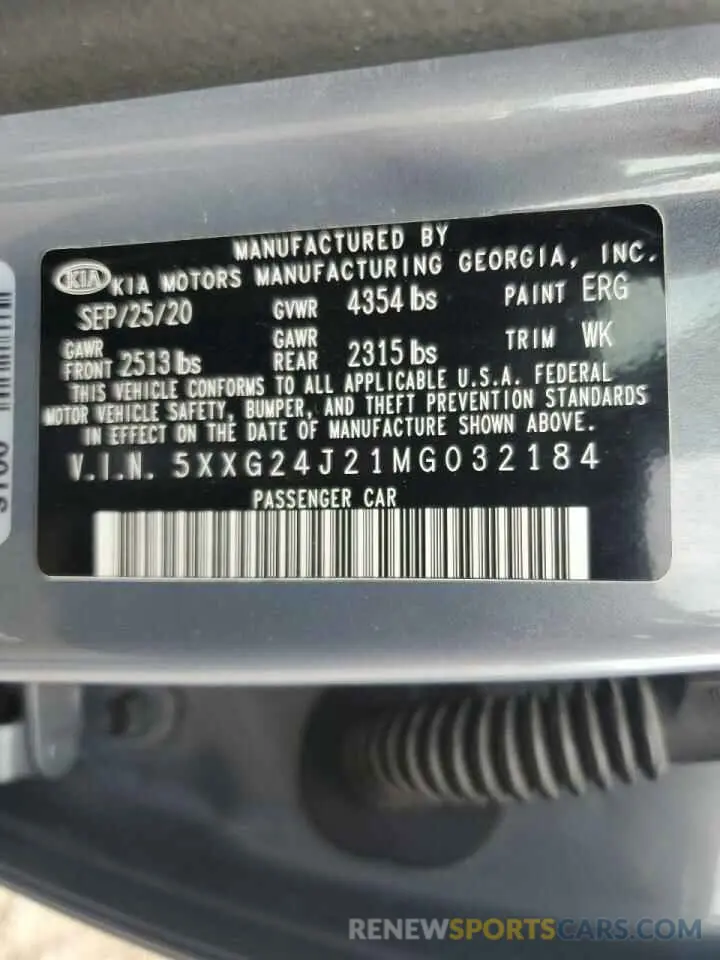 MANUFACTURED BY
KIA KIA MOTORS MANUFACTURING GEORGIA, INC.
SEP/25/20 GVWR 4354 lbs PAINT ERG
GAWR FRONT 2513 lbs GAWR REAR 2315 lbs TRIM WK
THIS VEHICLE CONFORMS TO ALL APPLICABLE U.S.A. FEDERAL
MOTOR VEHICLE SAFETY, BUMPER, AND THEFT PREVENTION STANDARDS
IN EFFECT ON THE DATE OF MANUFACTURE SHOWN ABOVE.
V.I.N. 5XXG24J21MG032184
PASSENGER CAR
RENEWSPORTSCARS.COM